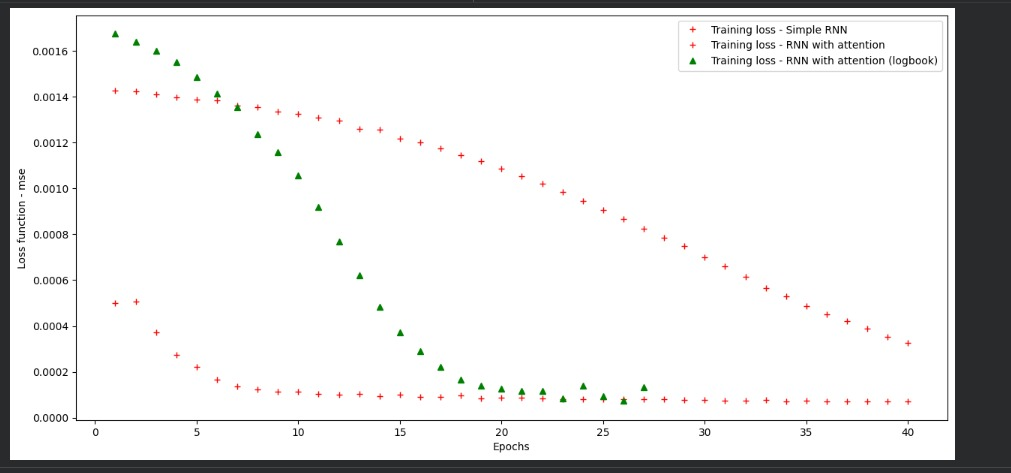 Training loss - Simple RNN
Training loss - RNN with attention
Training loss - RNN with attention (logbook)
Loss function - mse
0.0016
0.0014
0.0012
0.0010
0.0008
0.0006
0.0004
0.0002
0.0000
0 5 10 15 20 25 30 35 40
Epochs